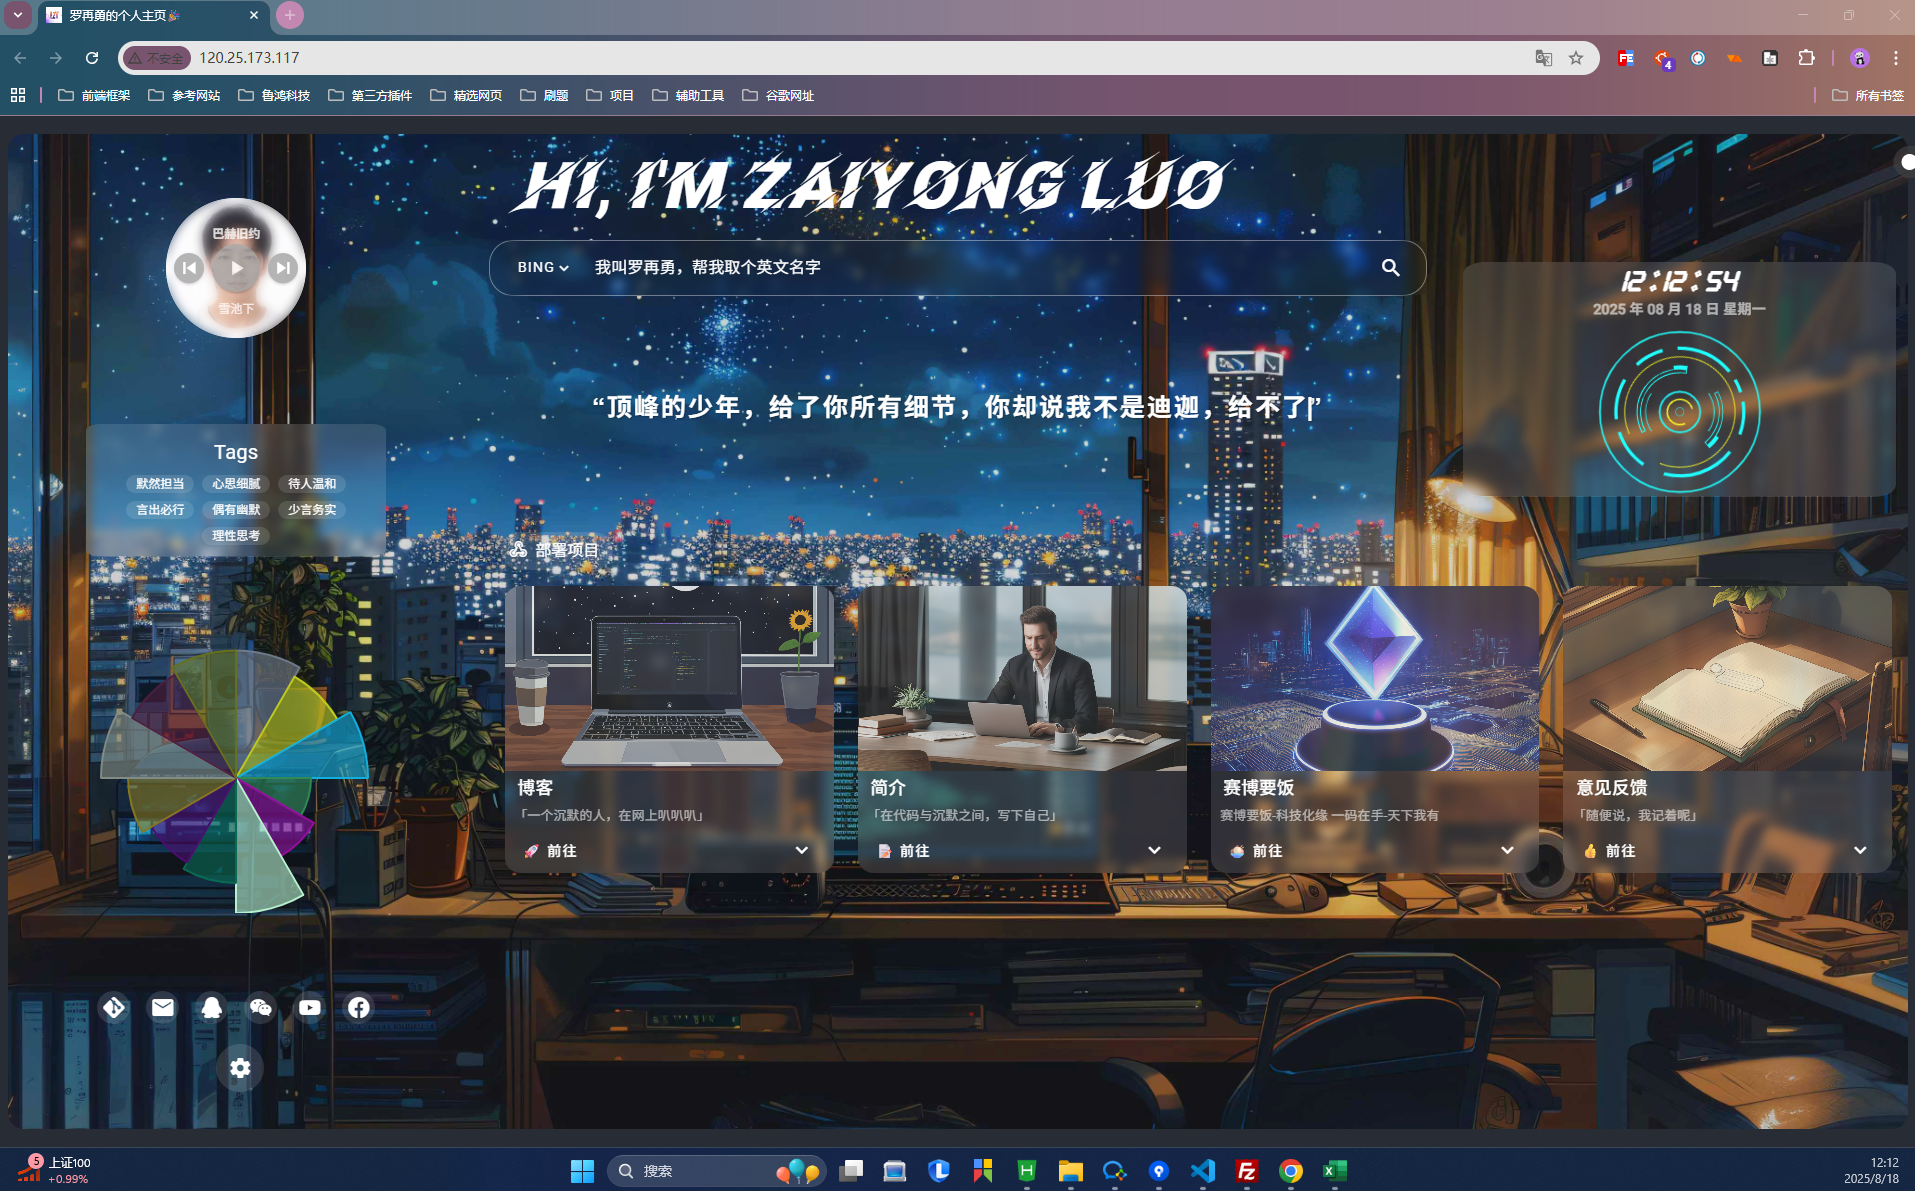 罗再勇的个人主页🎉
不安全
120.25.173.117
4
前端框架
参考网站
鲁鸿科技
第三方插件
精选网页
刷题
项目
辅助工具
谷歌网址
所有书签
HI, I'M ZAIYONG LUO
巴赫旧约
雪池下
BING
我叫罗再勇，帮我取个英文名字
12:12:54
2025 年 08 月 18 日 星期一
“顶峰的少年，给了你所有细节，你却说我不是迪迦，给不了”
Tags
默然担当 心思细腻 待人温和
言出必行 偶有幽默 少言务实
理性思考
部署项目
博客
「一个沉默的人，在网上叭叭叭」
🚀 前往
简介
「在代码与沉默之间，写下自己」
📝 前往
赛博要饭
赛博要饭-科技化缘 一码在手-天下我有
前往
意见反馈
「随便说，我记着呢」
👍 前往
5
上证100
+0.99%
搜索
12:12
2025/8/18